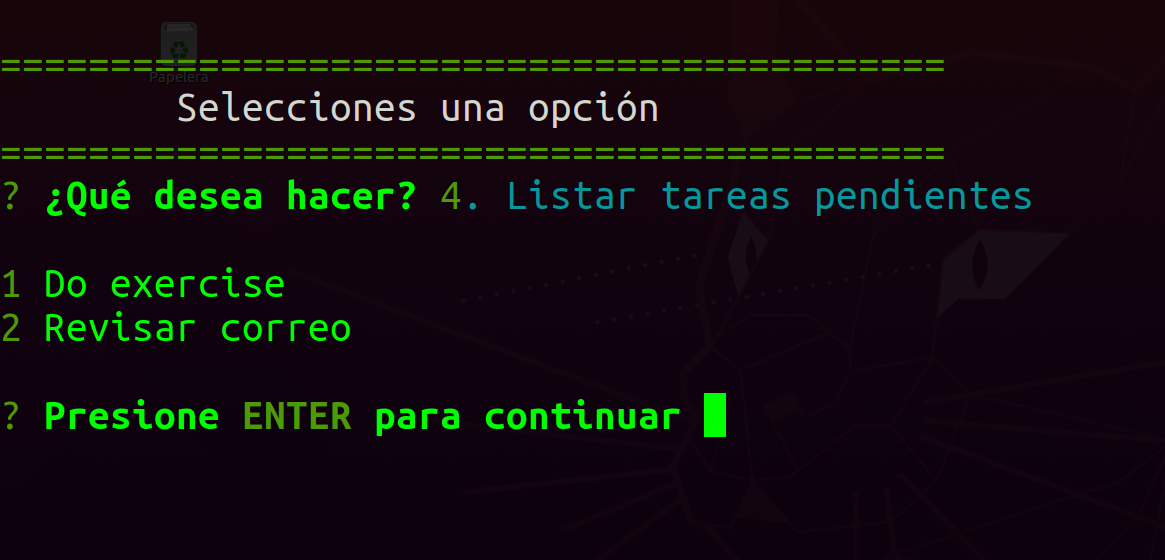 Papelera
===========================================
Selecciones una opción
===========================================
? ¿Qué desea hacer? 4. Listar tareas pendientes
1 Do exercise
2 Revisar correo
? Presione ENTER para continuar